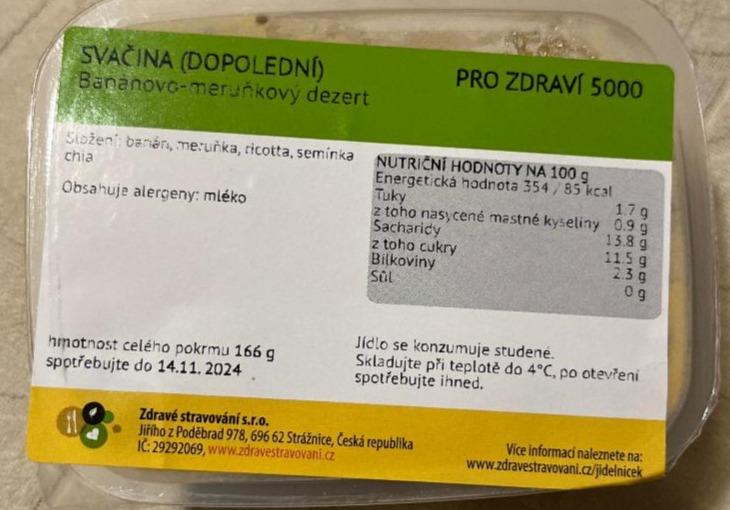 SVAČINA (DOPOLEDNÍ)
Banánovo-meruňkový dezert
PRO ZDRAVÍ 5000
Složení: banán, meruňka, ricotta, semínka
chia
Obsahuje alergeny: mléko
NUTRIČNÍ HODNOTY NA 100 g
Energetická hodnota 354 / 85 kcal
Tuky 1.7 g
z toho nasycené mastné kyseliny 0.9 g
Sacharidy 13.8 g
z toho cukry 11.5 g
Bílkoviny 2.3 g
Sůl 0 g
hmotnost celého pokrmu 166 g
spotřebujte do 14.11. 2024
Jídlo se konzumuje studené.
Skladujte při teplotě do 4°C, po otevření
spotřebujte ihned.
Zdravé stravování s.r.o.
Jiřího z Poděbrad 978, 696 62 Strážnice, Česká republika
IČ: 29292069, www.zdravestravovani.cz
Více informací naleznete na:
www.zdravestravovani.cz/jidelnicek